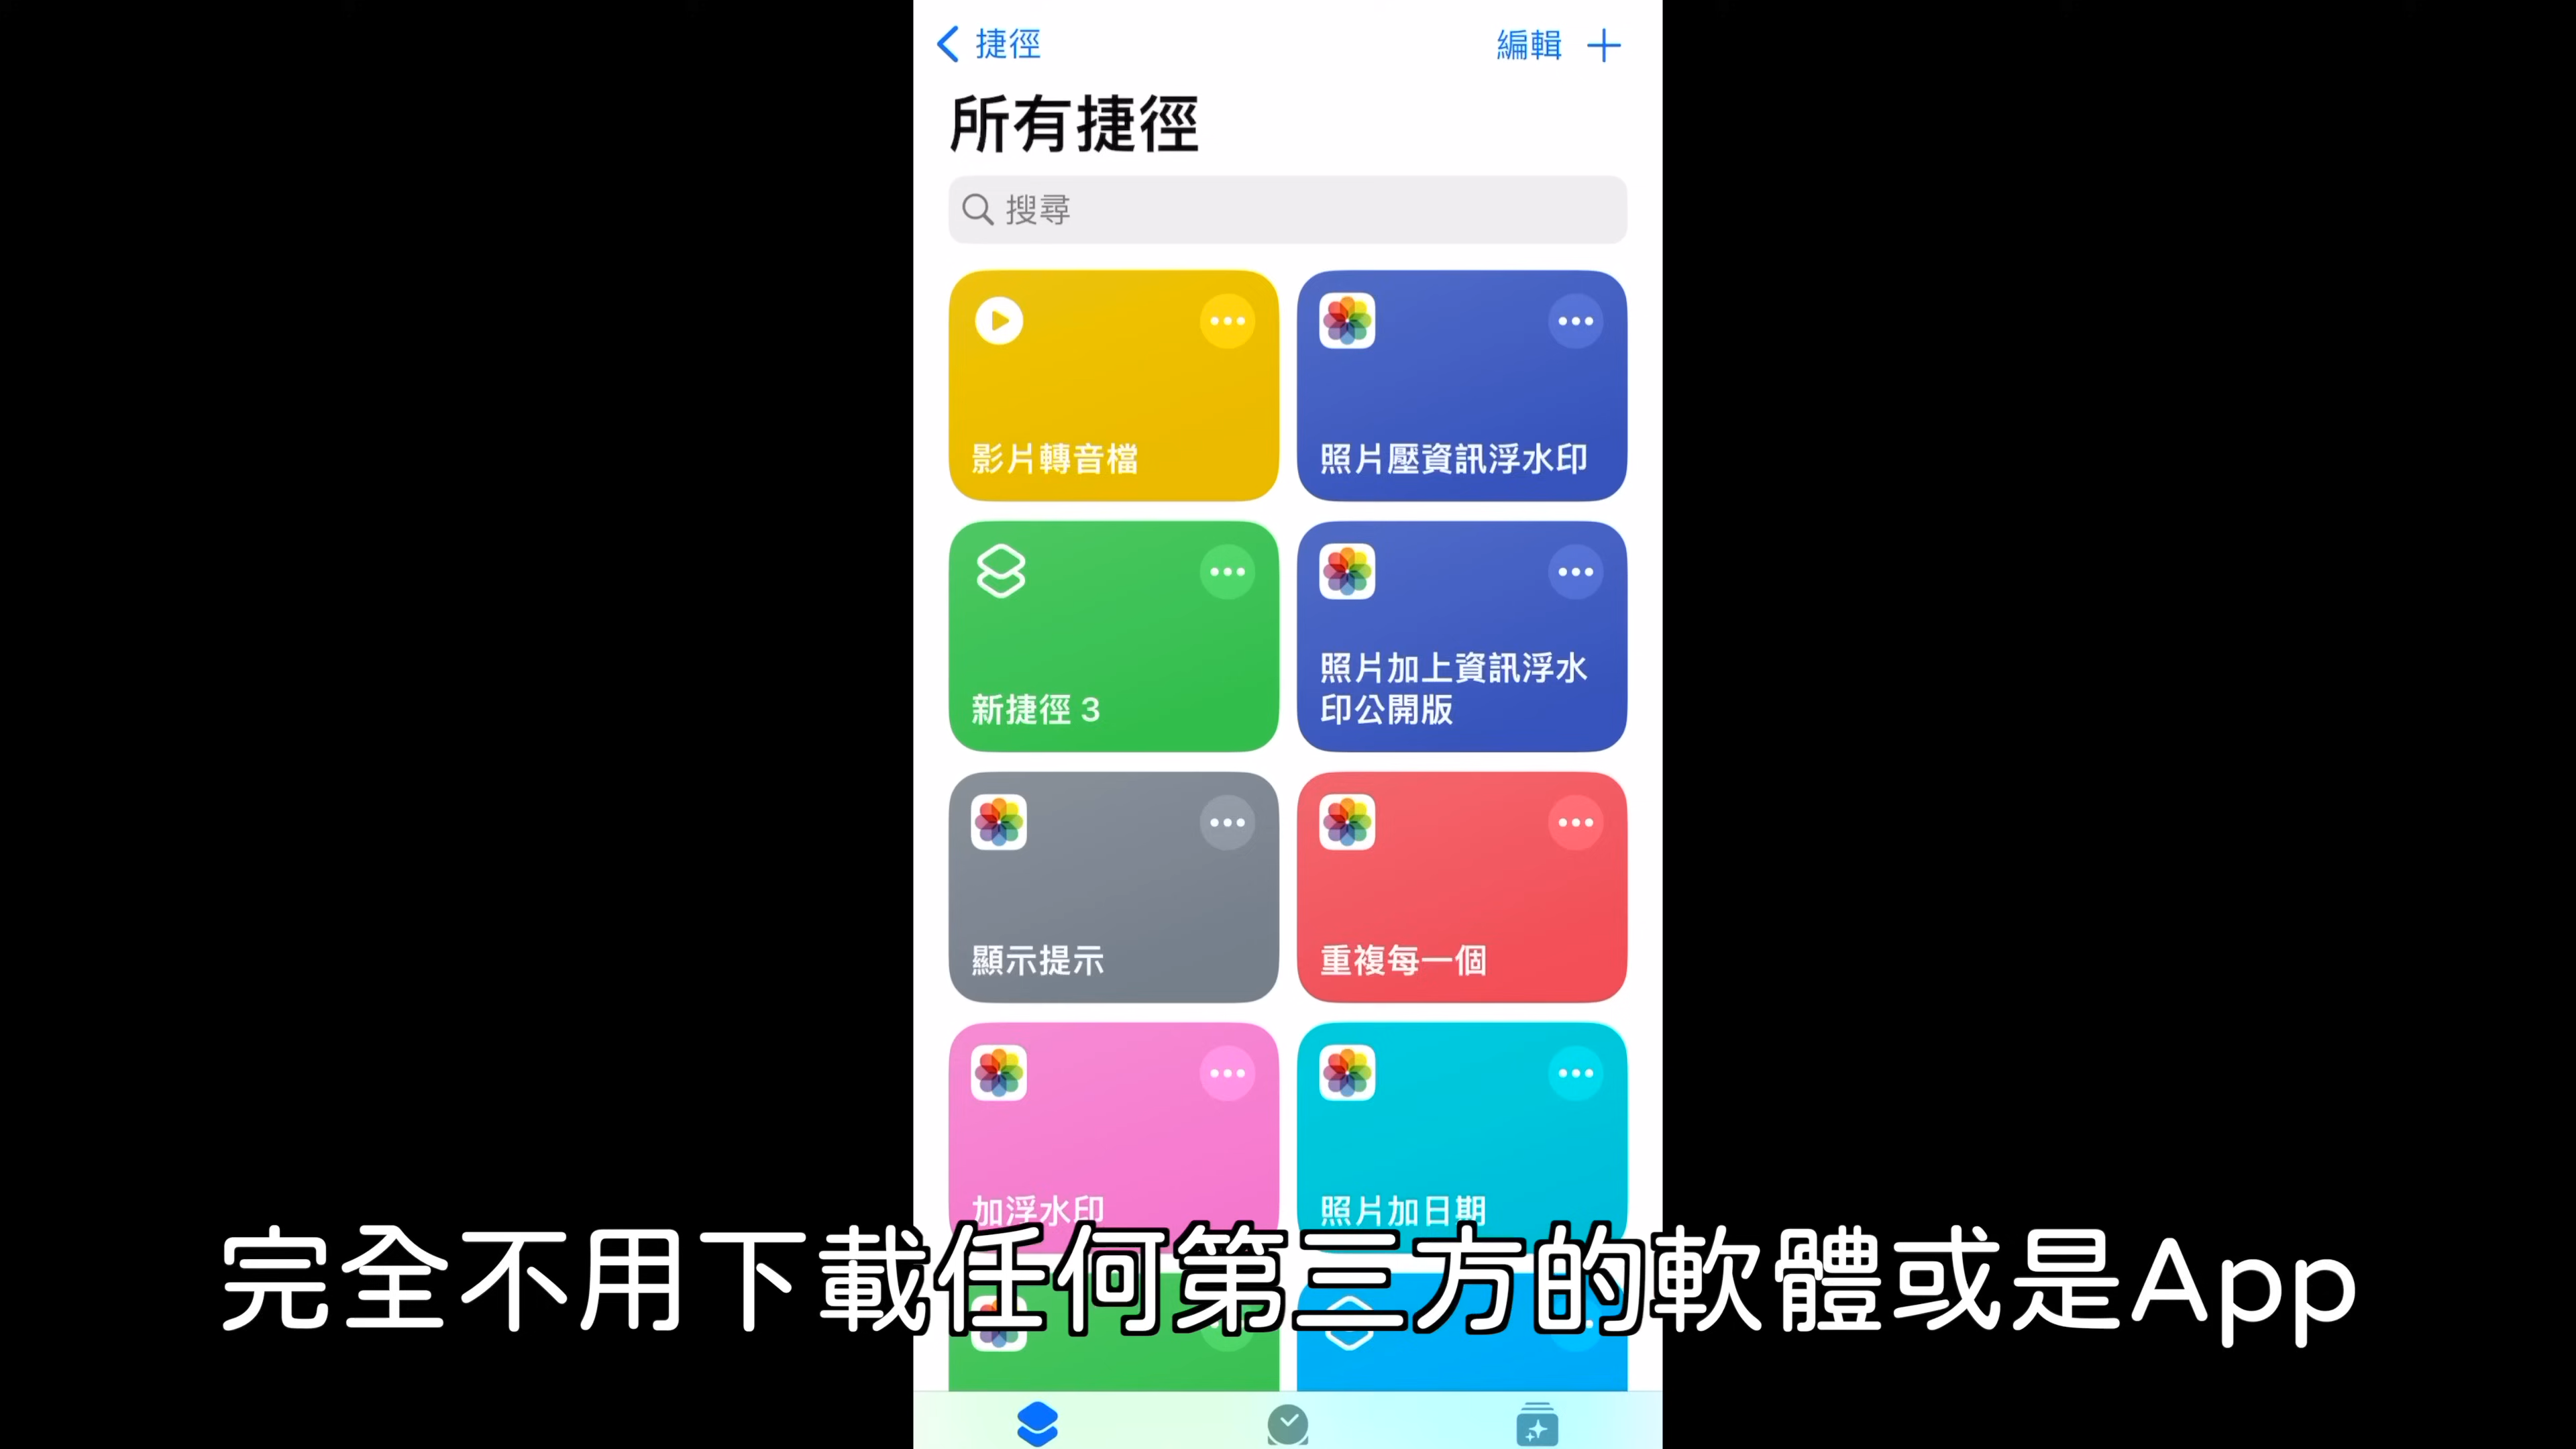 捷徑
編輯
所有捷徑
搜尋
影片轉音檔
照片壓資訊浮水印
新捷徑 3
照片加上資訊浮水
印公開版
顯示提示
重複每一個
加浮水印
照片加日期
完全不用下載任何第三方的軟體或是App